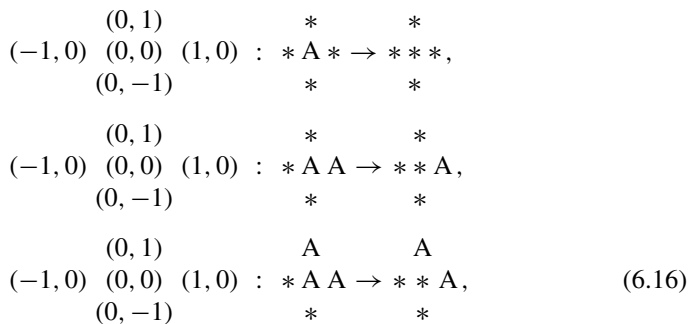 (0, 1) ∗ ∗
(−1, 0) (0, 0) (1, 0) : ∗ A ∗ → ∗ ∗ ∗,
(0, −1) ∗ ∗
(0, 1) ∗ ∗
(−1, 0) (0, 0) (1, 0) : ∗ A A → ∗ ∗ A,
(0, −1) ∗ ∗
(0, 1) A A
(−1, 0) (0, 0) (1, 0) : ∗ A A → ∗ ∗ A, (6.16)
(0, −1) ∗ ∗